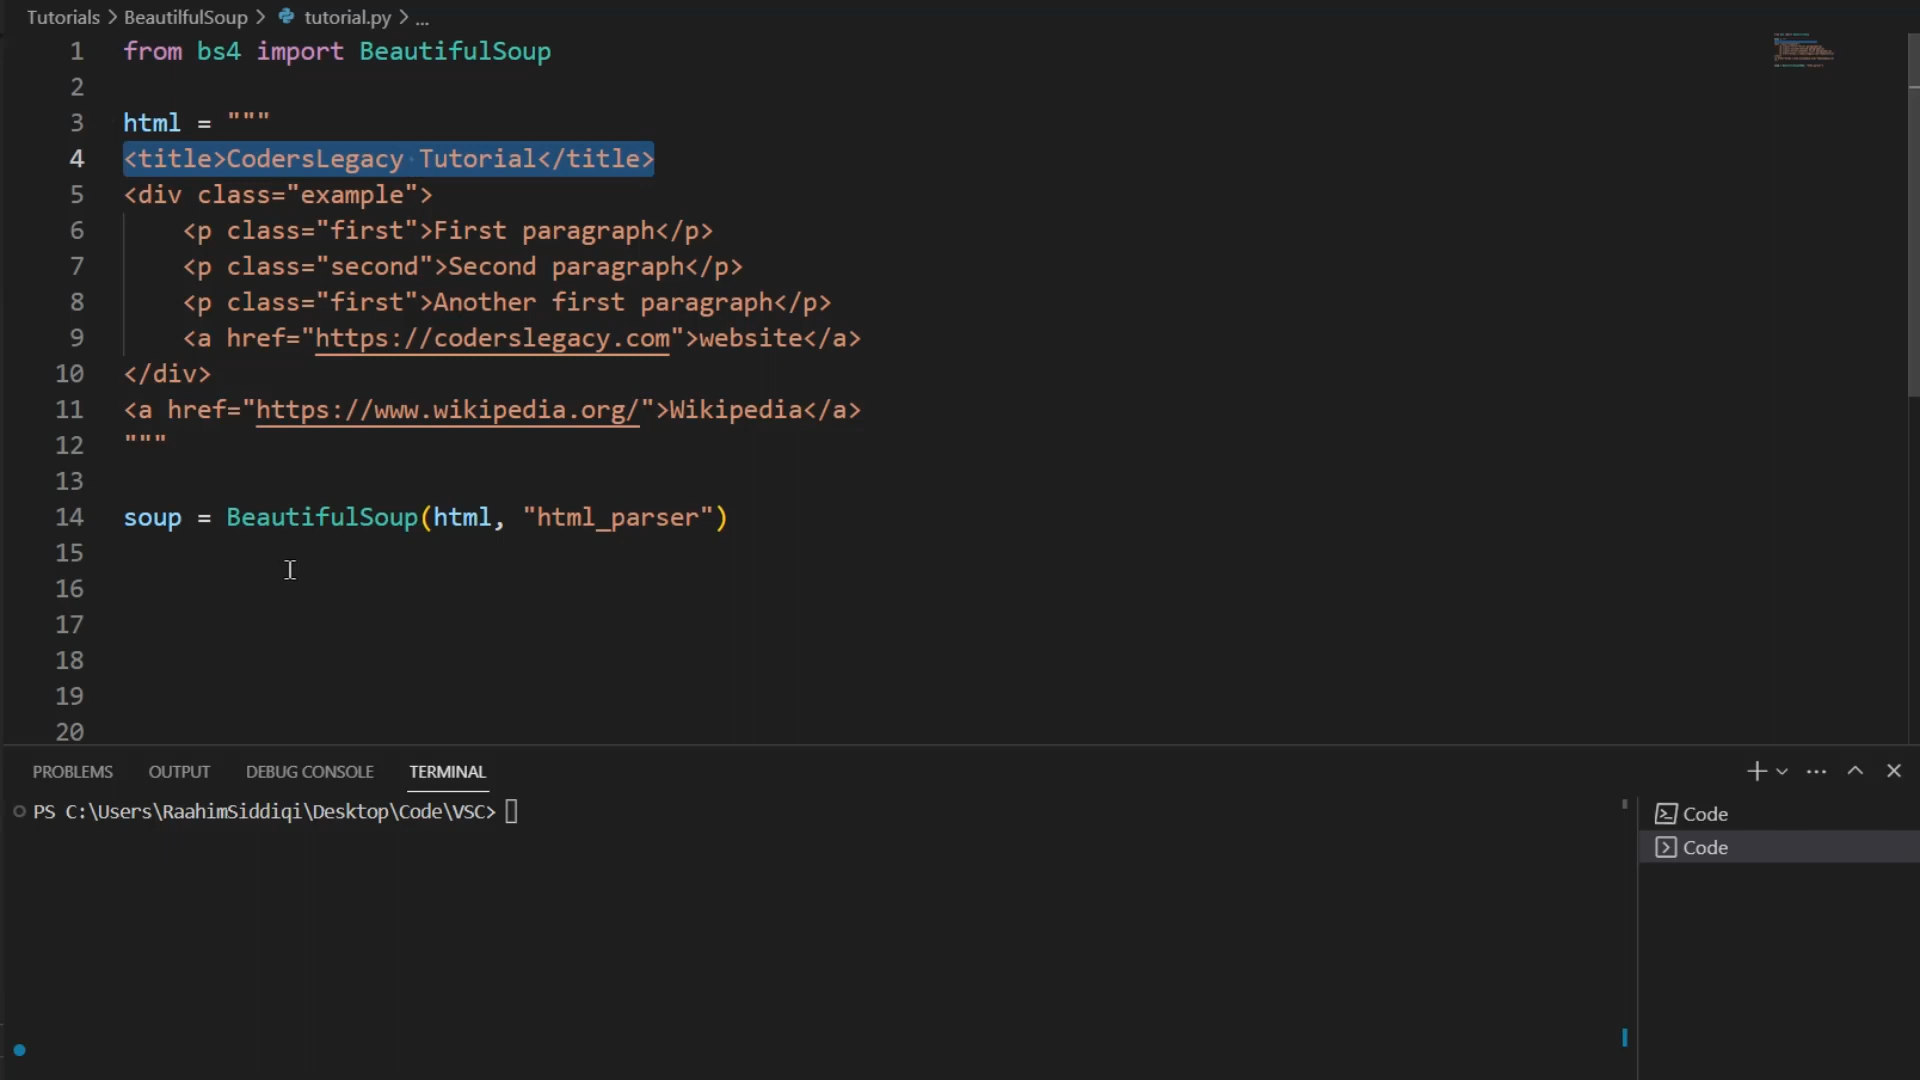 Tutorials > BeautilfulSoup > tutorial.py > ...
1 from bs4 import BeautifulSoup
2
3 html = """
4 <title>CodersLegacy Tutorial</title>
5 <div class="example">
6     <p class="first">First paragraph</p>
7     <p class="second">Second paragraph</p>
8     <p class="first">Another first paragraph</p>
9     <a href="https://coderslegacy.com">website</a>
10 </div>
11 <a href="https://www.wikipedia.org/">Wikipedia</a>
12 """
13
14 soup = BeautifulSoup(html, "html_parser")
15
16
17
18
19
20
PROBLEMS OUTPUT DEBUG CONSOLE TERMINAL
PS C:\Users\RaahimSiddiqi\Desktop\Code\VSC>
Code
Code